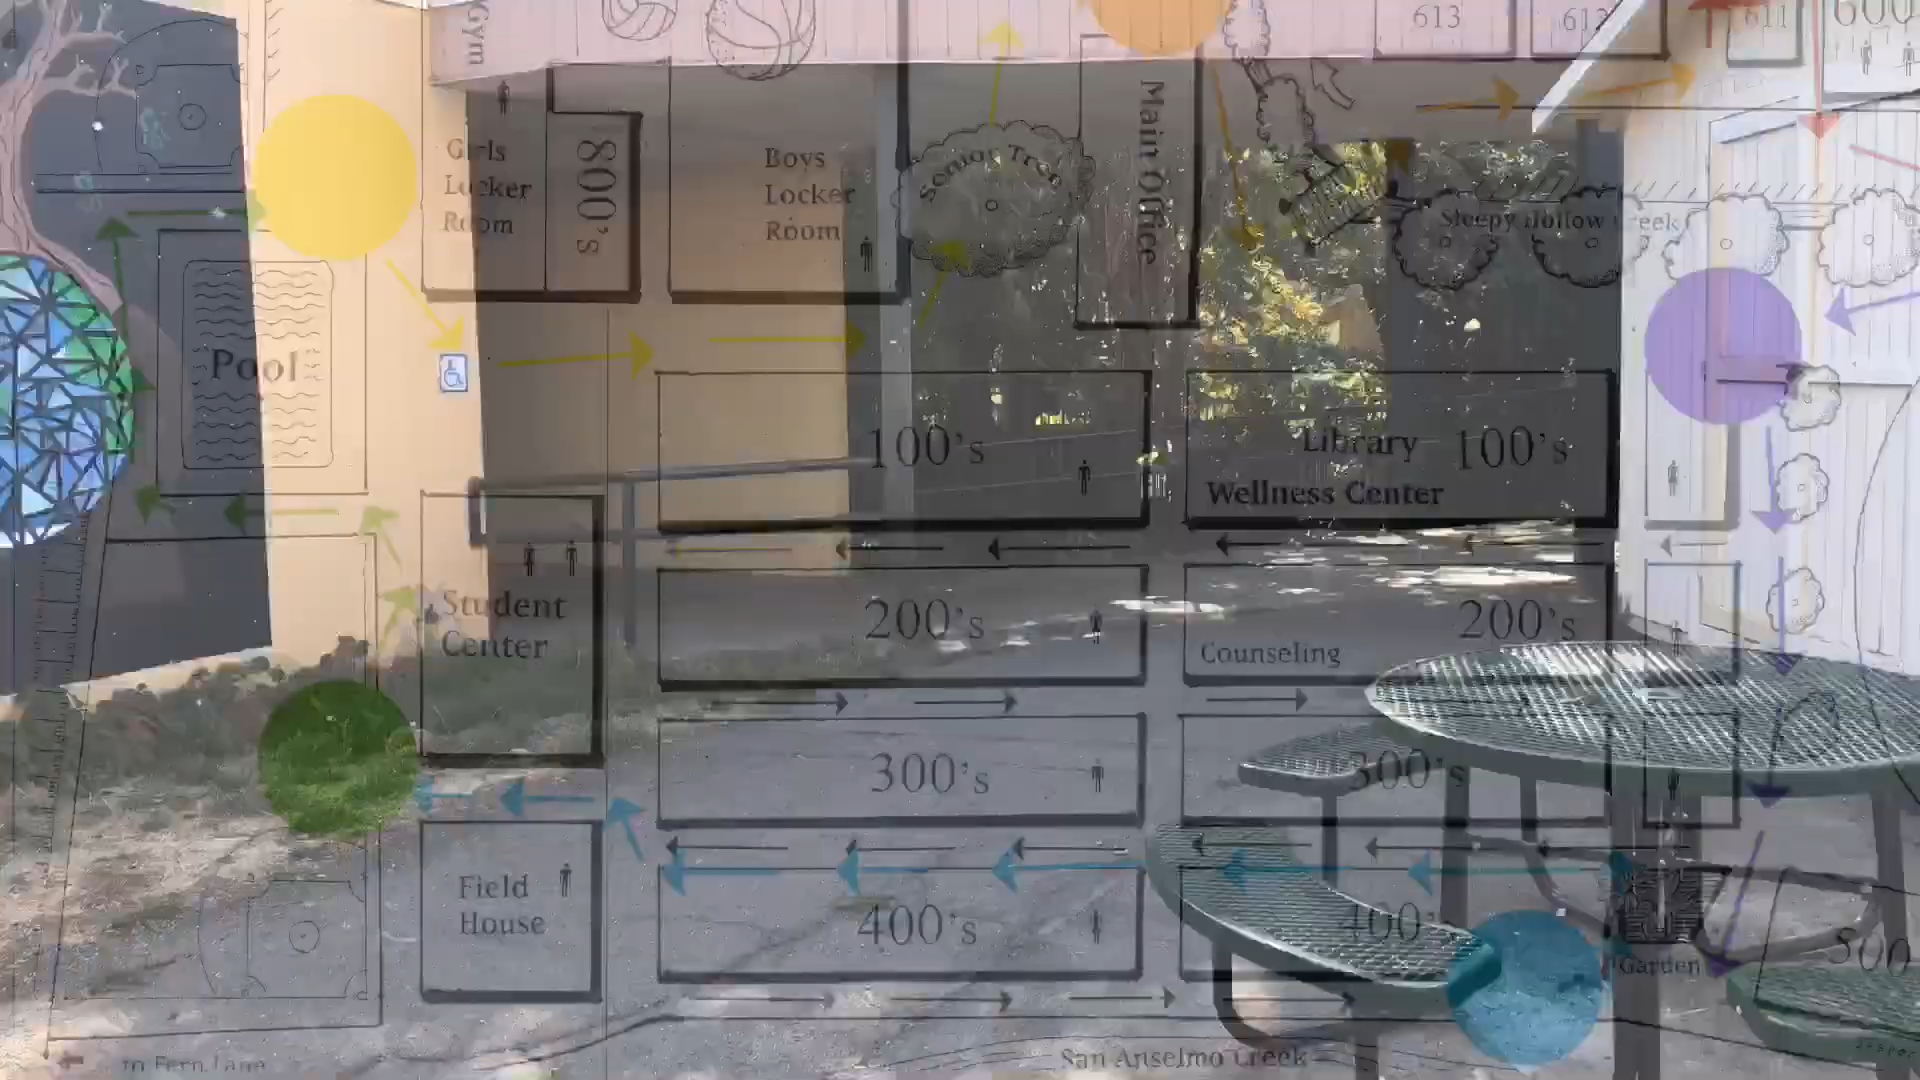 Gym
613
612
611
600
Girls
Locker
Room
800's
Boys
Locker
Room
Senior Tree
Main Office
Sleepy Hollow Creek
Pool
100's
Library
100's
Wellness Center
Student
Center
200's
200's
Counseling
300's
300's
Field
House
400's
400's
Garden
500
San Anselmo Creek
to Fern Lane